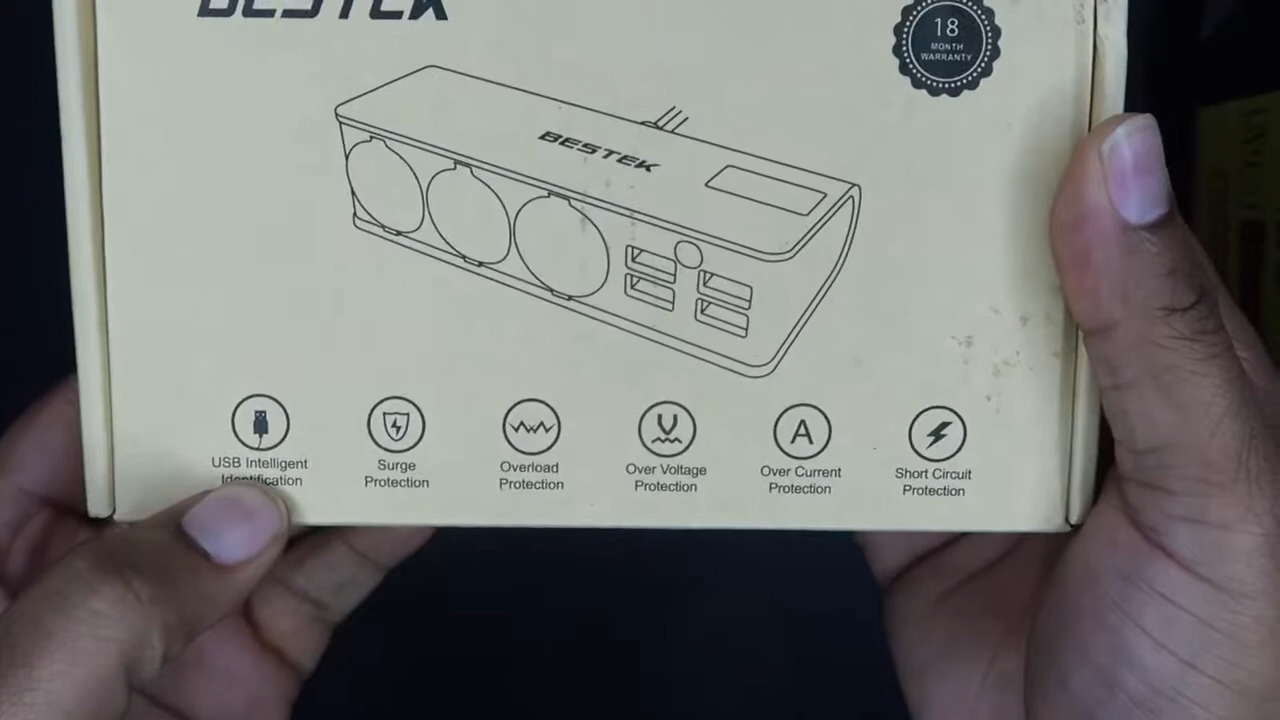 BESTEK
18
MONTH
WARRANTY
BESTEK
USB Intelligent
Identification
Surge
Protection
Overload
Protection
Over Voltage
Protection
A
Over Current
Protection
Short Circuit
Protection